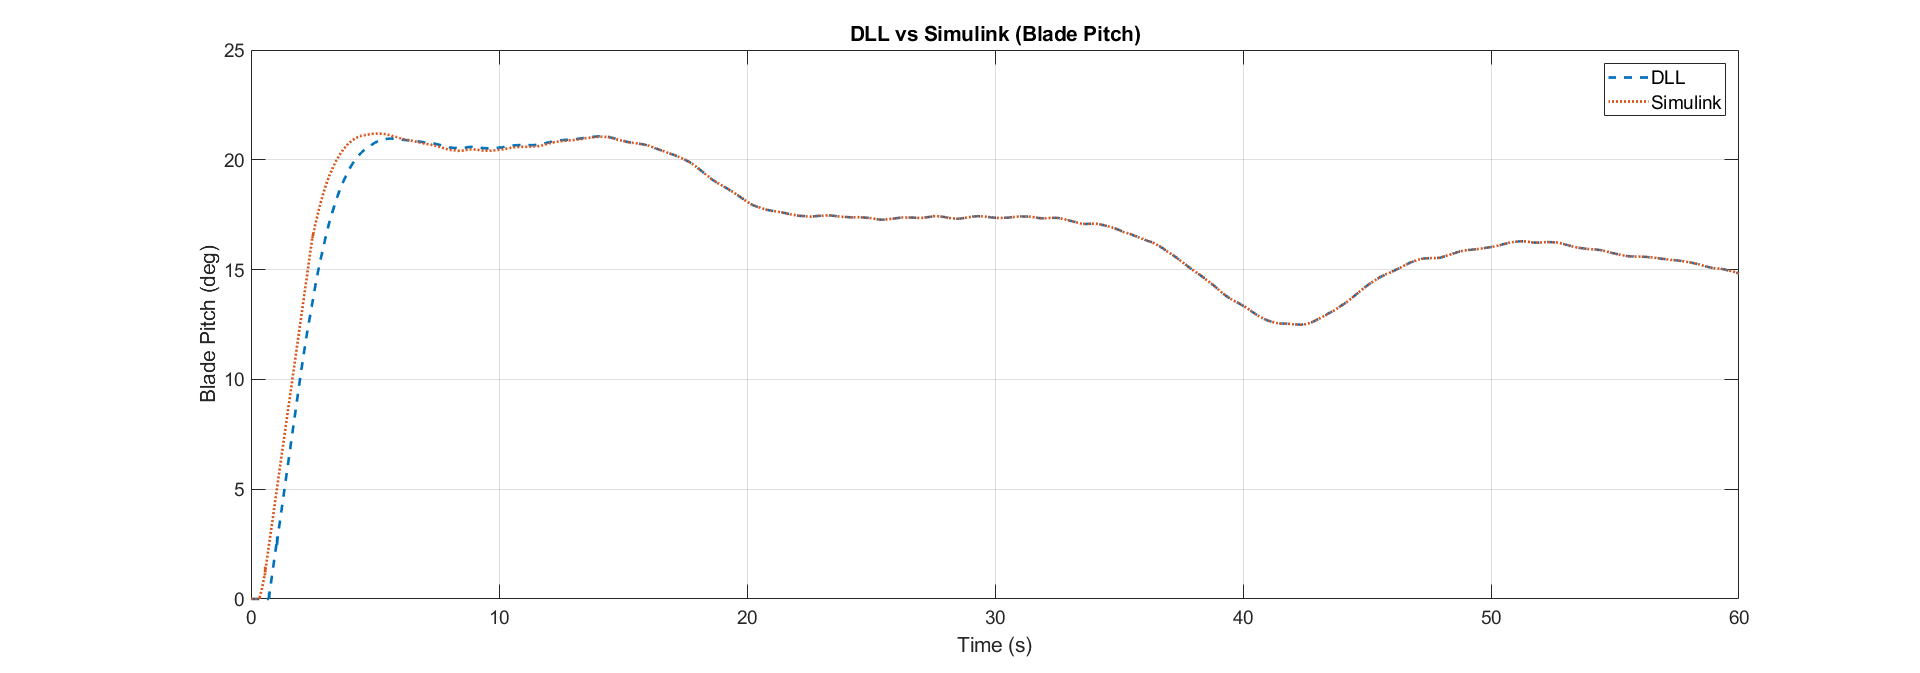 DLL vs Simulink (Blade Pitch)
DLL
Simulink
25
20
15
10
5
0
Blade Pitch (deg)
0 10 20 30 40 50 60
Time (s)